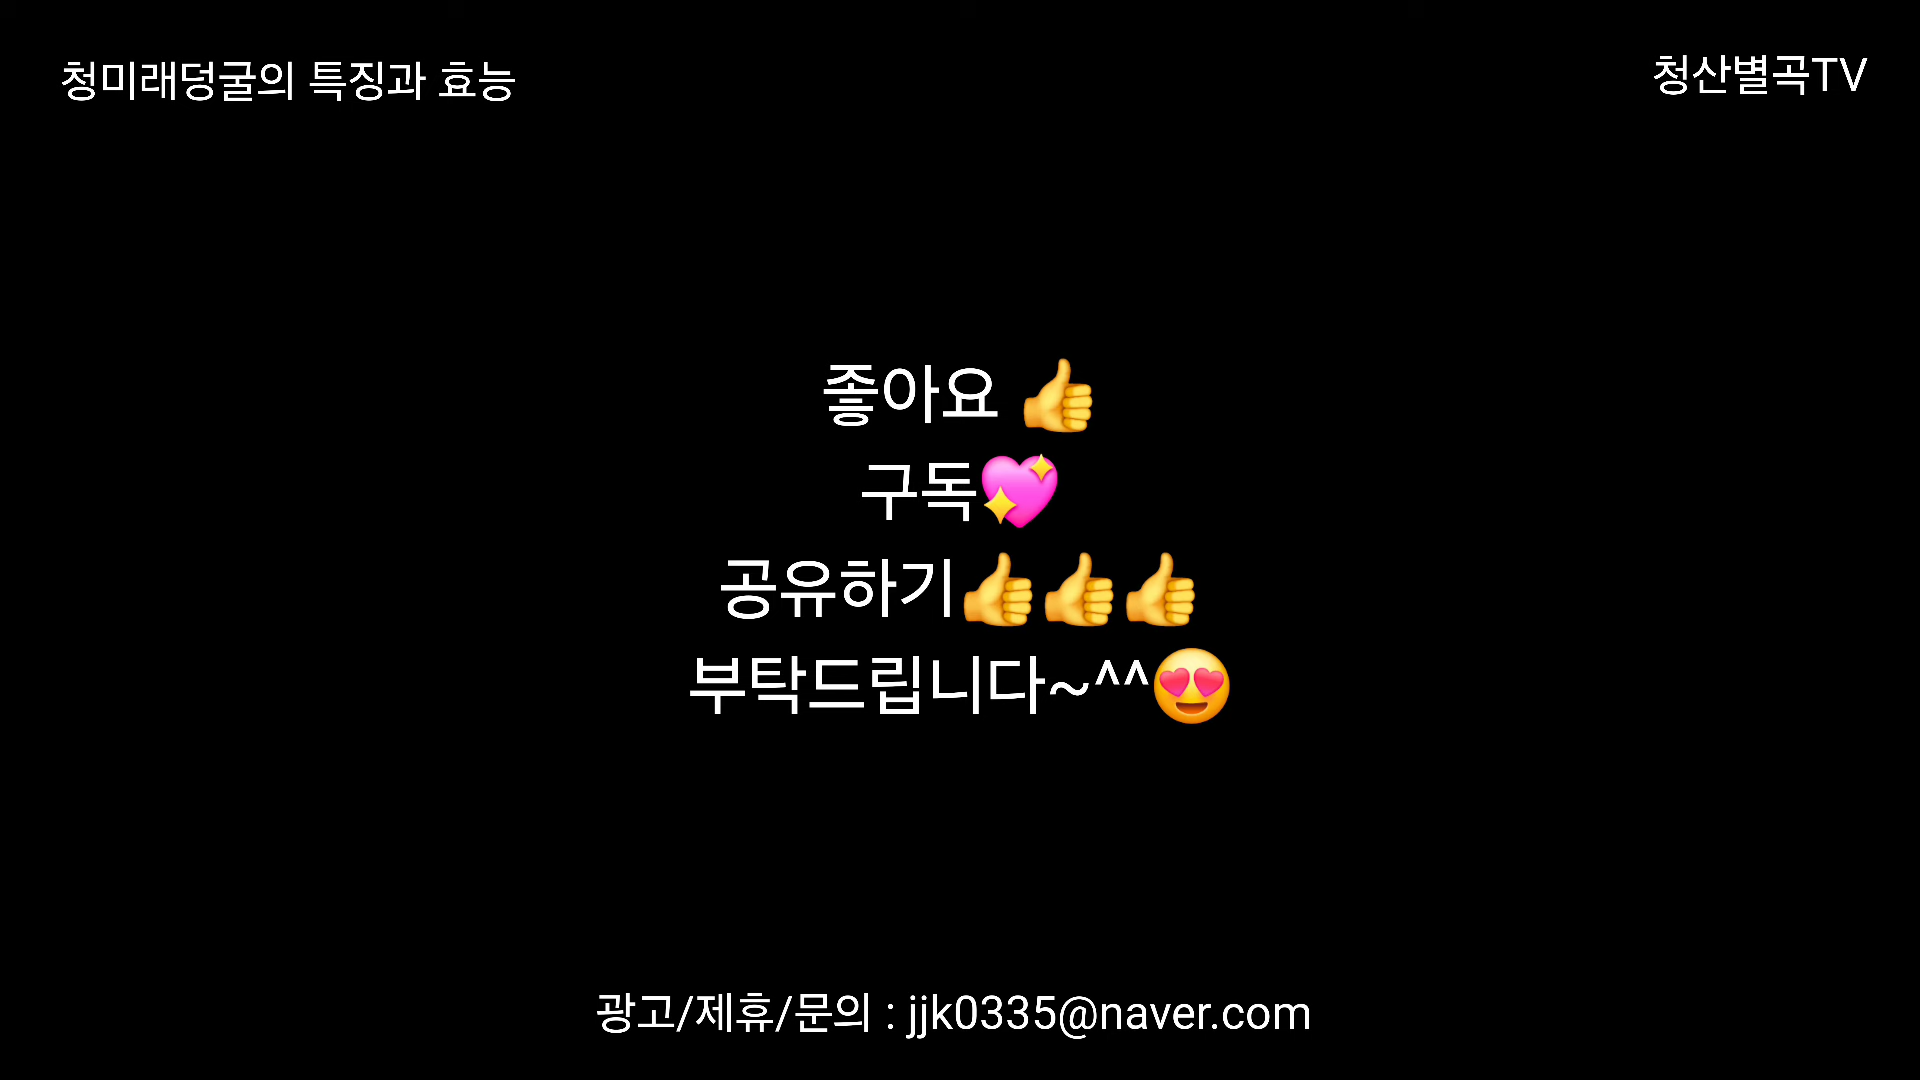 청미래덩굴의 특징과 효능
청산별곡TV
좋아요 👍
구독💖
공유하기👍👍👍
부탁드립니다~^^😍
광고/제휴/문의 : jjk0335@naver.com